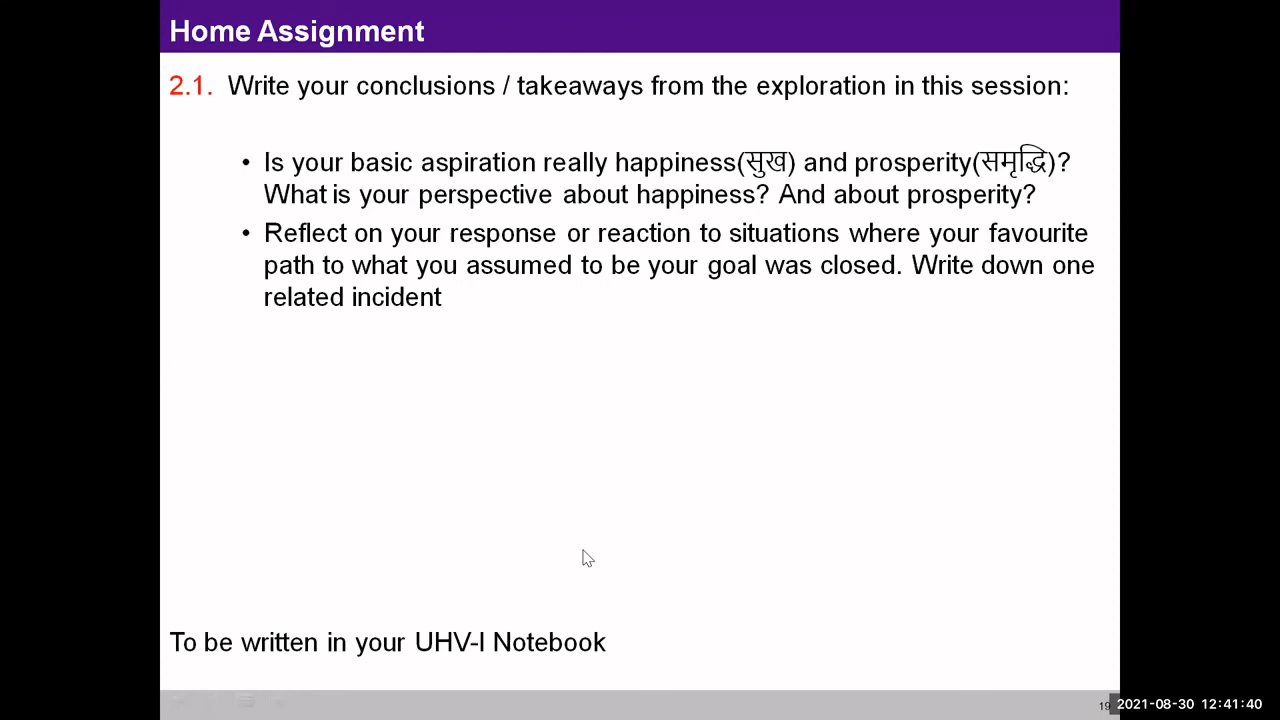 Home Assignment
2.1. Write your conclusions / takeaways from the exploration in this session:
• Is your basic aspiration really happiness(सुख) and prosperity(समृद्धि)?
What is your perspective about happiness? And about prosperity?
• Reflect on your response or reaction to situations where your favourite
path to what you assumed to be your goal was closed. Write down one
related incident
To be written in your UHV-I Notebook
19
2021-08-30 12:41:40